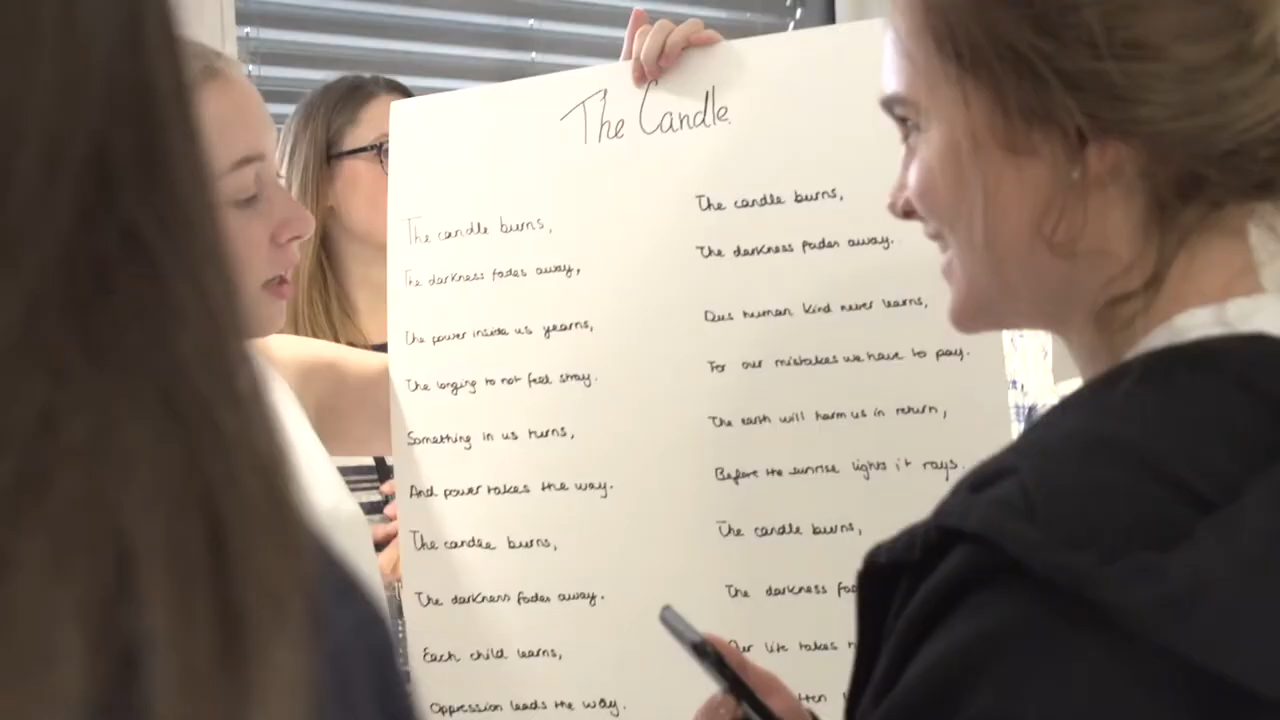 The Candle.
The candle burns,
The darkness fades away,
The power inside us yearns,
The longing to not feel stray.
Something in us turns,
And power takes the way.
The candle burns,
The darkness fades away.
Each child learns,
Oppression leads the way.
The candle burns,
The darkness fades away.
Dus human kind never learns,
For our mistakes we have to pay.
The earth will harm us in return,
Before the sunrise lights it rays.
The candle burns,
The darkness fad
Our life takes